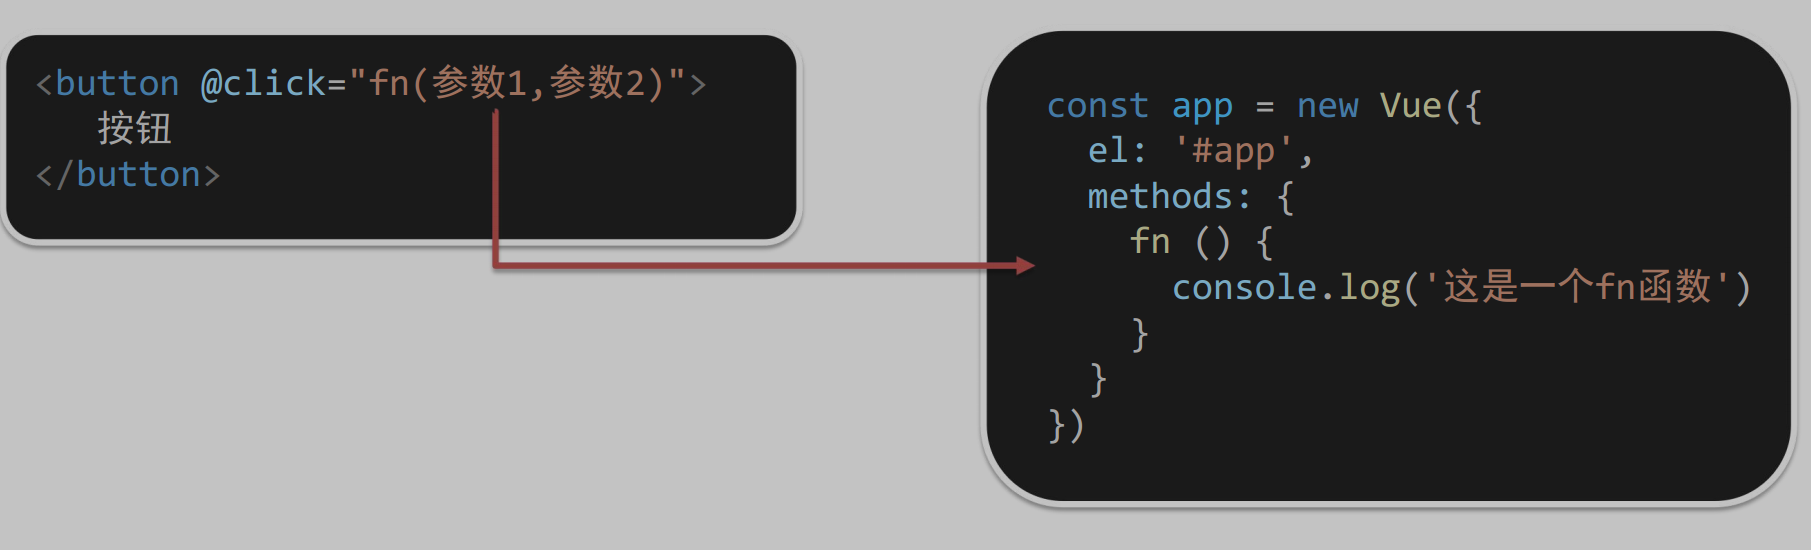 <button @click="fn(参数1,参数2)">
按钮
</button>
const app = new Vue({
el: '#app',
methods: {
fn () {
console.log('这是一个fn函数')
}
}
})